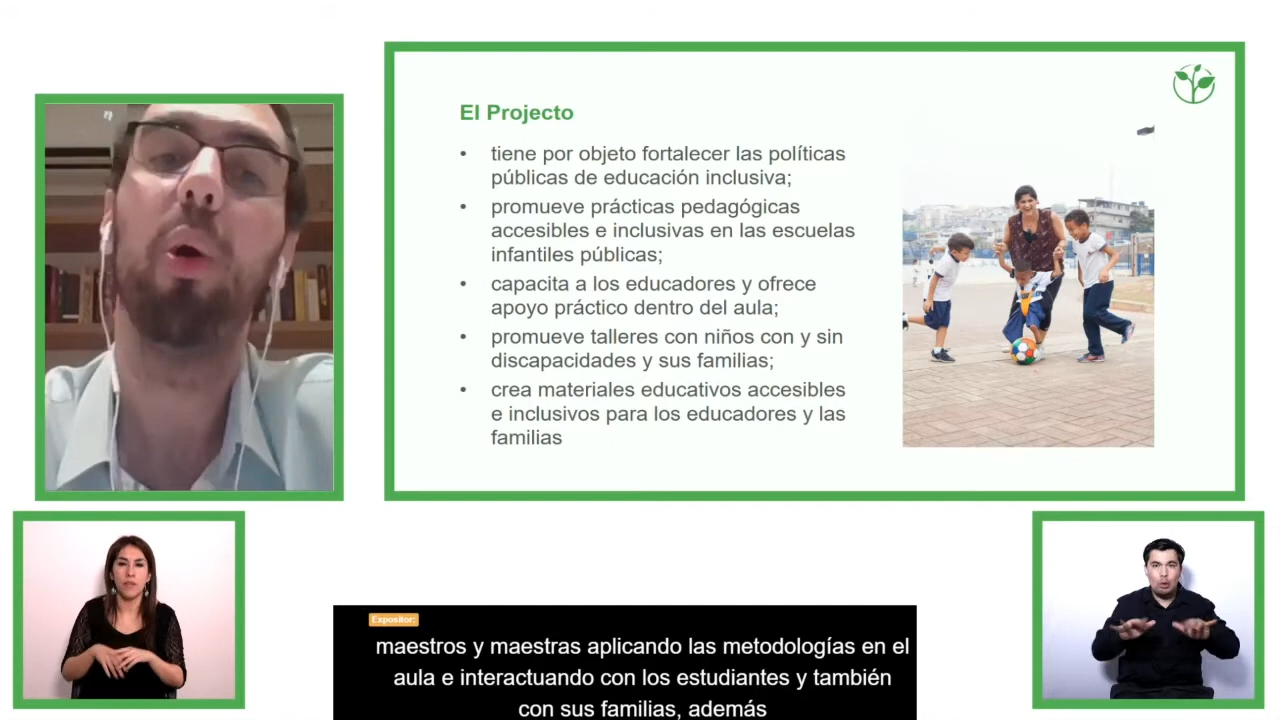 El Projecto
• tiene por objeto fortalecer las políticas
públicas de educación inclusiva;
• promueve prácticas pedagógicas
accesibles e inclusivas en las escuelas
infantiles públicas;
• capacita a los educadores y ofrece
apoyo práctico dentro del aula;
• promueve talleres con niños con y sin
discapacidades y sus familias;
• crea materiales educativos accesibles
e inclusivos para los educadores y las
familias
Expositor:
maestros y maestras aplicando las metodologías en el
aula e interactuando con los estudiantes y también
con sus familias, además